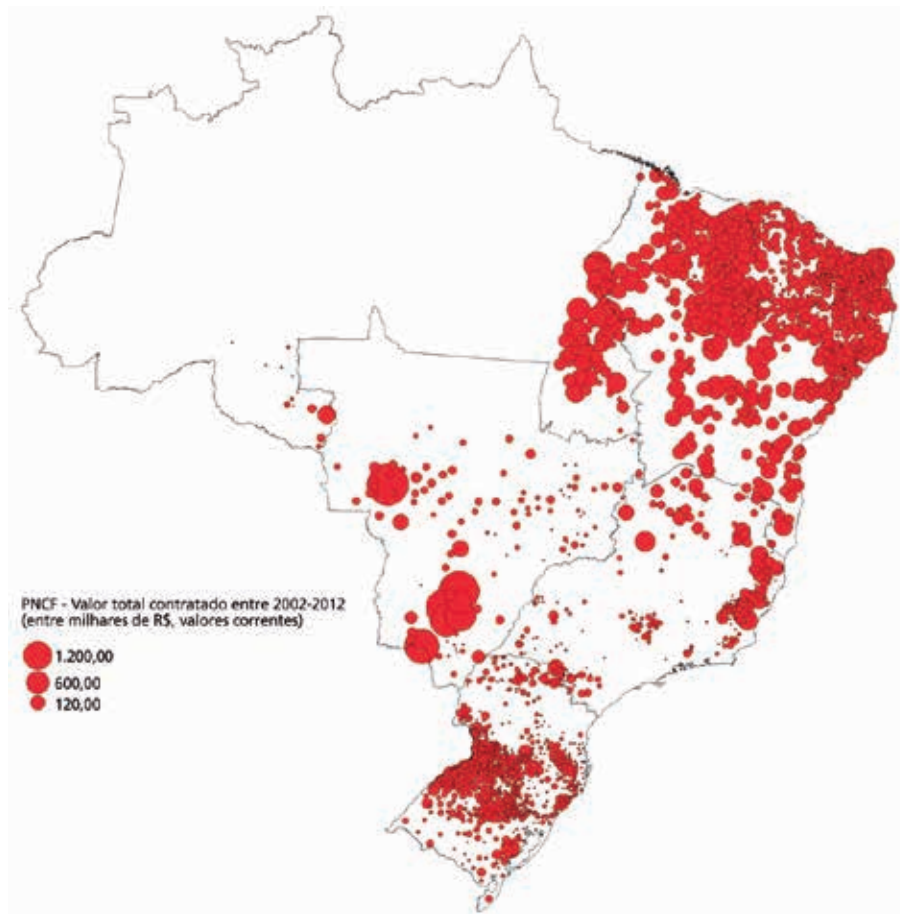 PNCF - Valor total contratado entre 2002-2012
(entre milhares de R$, valores correntes)
1.200,00
600,00
120,00